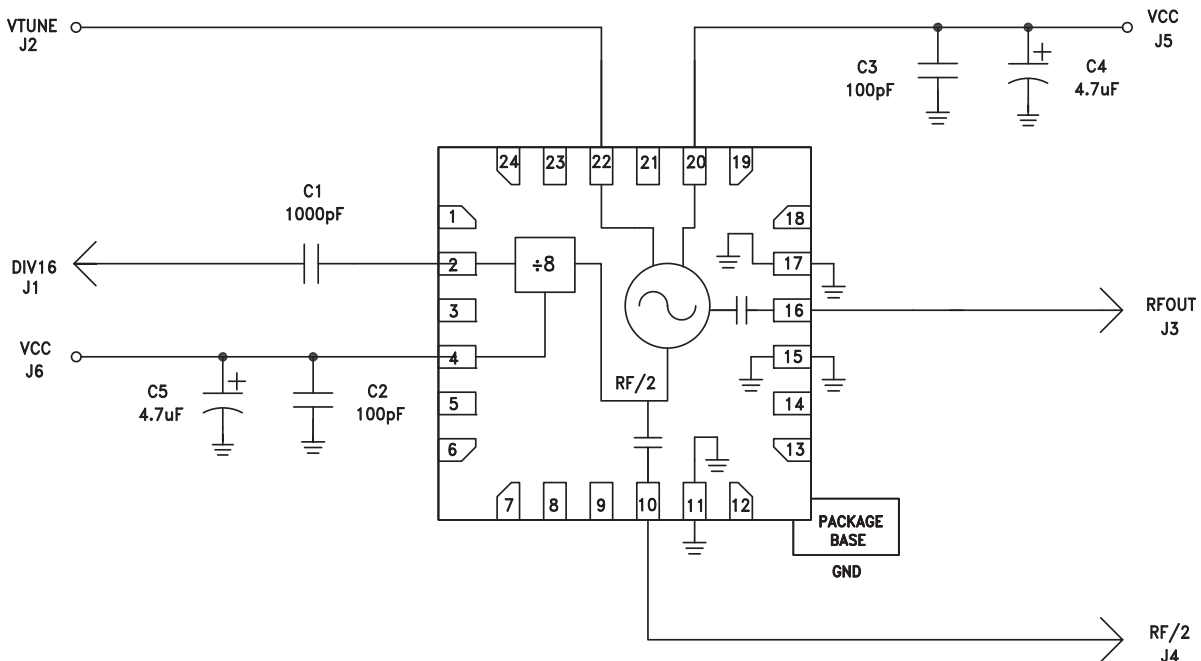 VTUNE
J2
VCC
J5
C3
100pF
C4
4.7uF
24
23
22
21
20
19
C1
1000pF
1
18
DIV16
J1
2
÷8
17
3
16
RFOUT
J3
VCC
J6
4
15
C5
4.7uF
C2
100pF
RF/2
5
14
6
13
7
8
9
10
11
12
PACKAGE
BASE
GND
RF/2
J4